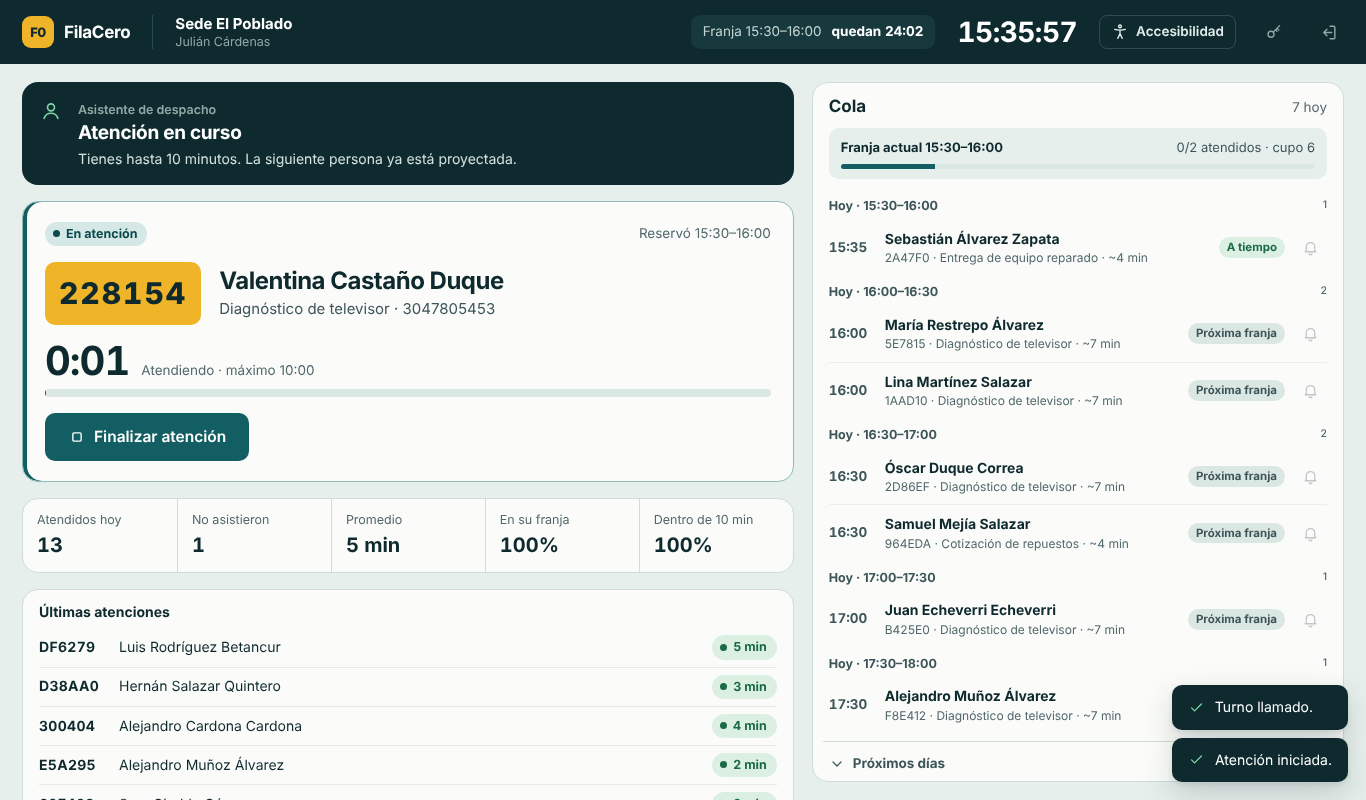 FO FilaCero
Sede El Poblado
Julián Cárdenas
Franja 15:30–16:00 quedan 24:02
15:35:57
Accesibilidad
Asistente de despacho
Atención en curso
Tienes hasta 10 minutos. La siguiente persona ya está proyectada.
En atención
Reservó 15:30–16:00
228154
Valentina Castaño Duque
Diagnóstico de televisor · 3047805453
0:01 Atendiendo · máximo 10:00
Finalizar atención
Atendidos hoy
13
No asistieron
1
Promedio
5 min
En su franja
100%
Dentro de 10 min
100%
Últimas atenciones
DF6279 Luis Rodríguez Betancur 5 min
D38AA0 Hernán Salazar Quintero 3 min
300404 Alejandro Cardona Cardona 4 min
E5A295 Alejandro Muñoz Álvarez 2 min
Cola 7 hoy
Franja actual 15:30–16:00 0/2 atendidos · cupo 6
Hoy · 15:30–16:00 1
15:35 Sebastián Álvarez Zapata A tiempo
2A47F0 · Entrega de equipo reparado · ~4 min
Hoy · 16:00–16:30 2
16:00 María Restrepo Álvarez Próxima franja
5E7815 · Diagnóstico de televisor · ~7 min
16:00 Lina Martínez Salazar Próxima franja
1AAD10 · Diagnóstico de televisor · ~7 min
Hoy · 16:30–17:00 2
16:30 Óscar Duque Correa Próxima franja
2D86EF · Diagnóstico de televisor · ~7 min
16:30 Samuel Mejía Salazar Próxima franja
964EDA · Cotización de repuestos · ~4 min
Hoy · 17:00–17:30 1
17:00 Juan Echeverri Echeverri Próxima franja
B425E0 · Diagnóstico de televisor · ~7 min
Hoy · 17:30–18:00 1
17:30 Alejandro Muñoz Álvarez
F8E412 · Diagnóstico de televisor · ~7 min
Próximos días
Turno llamado.
Atención iniciada.